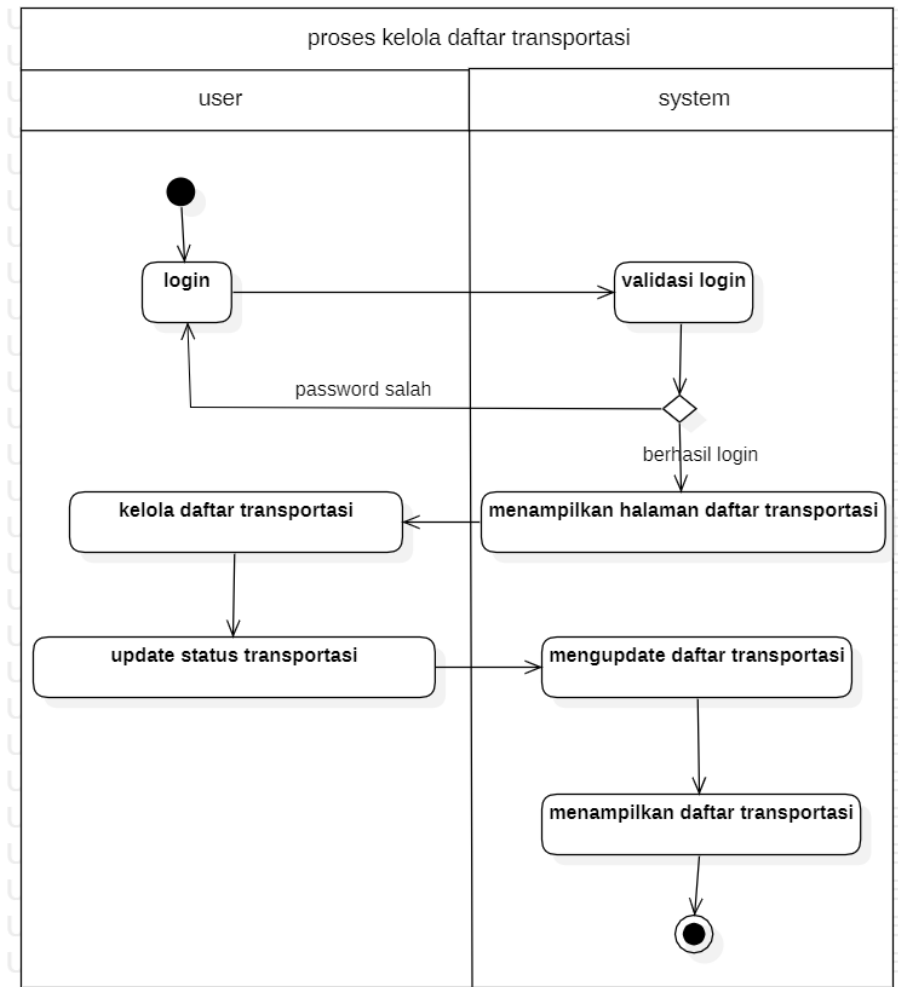 proses kelola daftar transportasi
user
system
login
validasi login
password salah
berhasil login
kelola daftar transportasi
menampilkan halaman daftar transportasi
update status transportasi
mengupdate daftar transportasi
menampilkan daftar transportasi